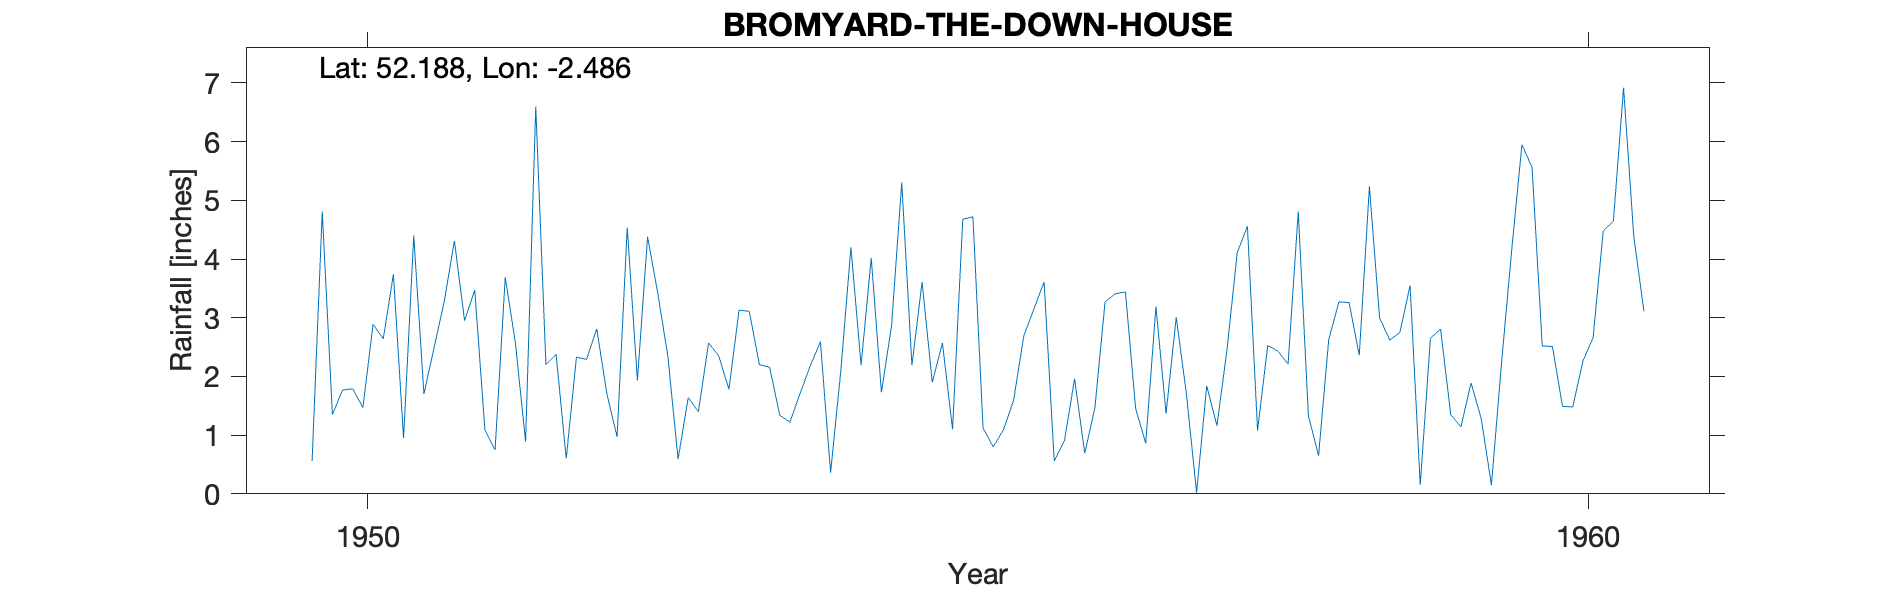 BROMYARD-THE-DOWN-HOUSE
Lat: 52.188, Lon: -2.486
7
6
5
4
3
2
1
0
Rainfall [inches]
1950
1960
Year